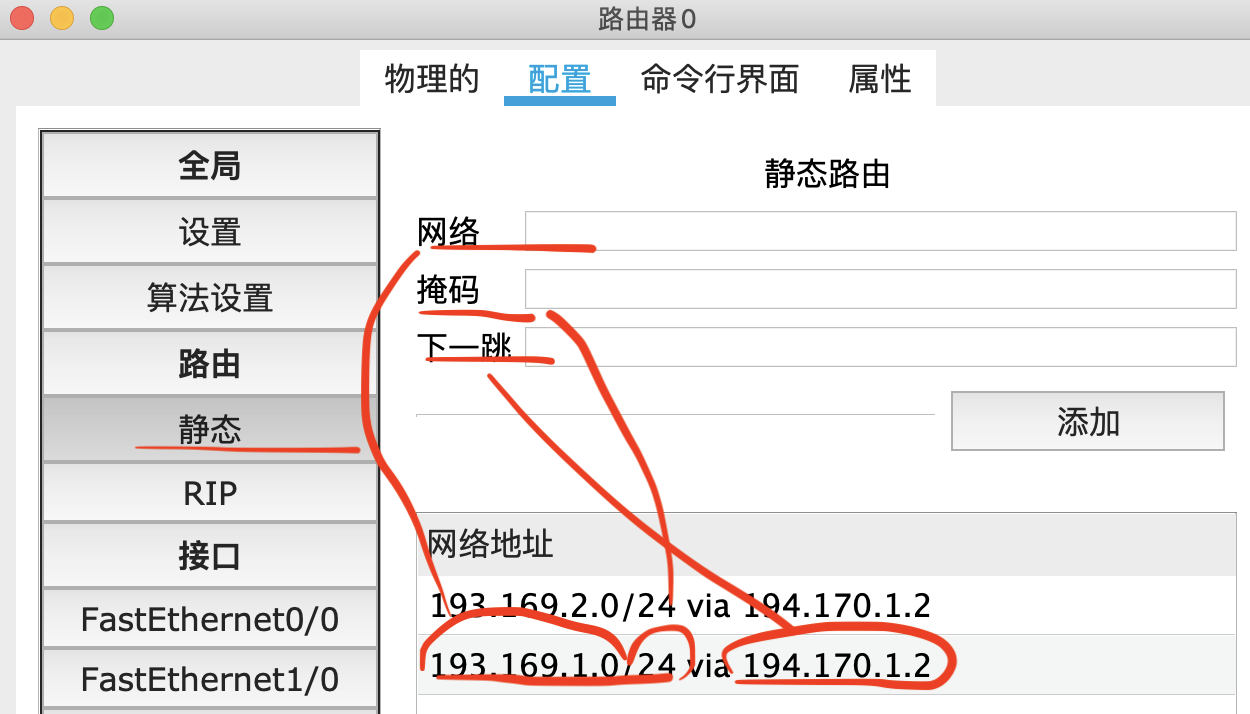 路由器0
物理的 配置 命令行界面 属性
全局
设置
算法设置
路由
静态
RIP
接口
FastEthernet0/0
FastEthernet1/0
静态路由
网络
掩码
下一跳
添加
网络地址
193.169.2.0/24 via 194.170.1.2
193.169.1.0/24 via 194.170.1.2